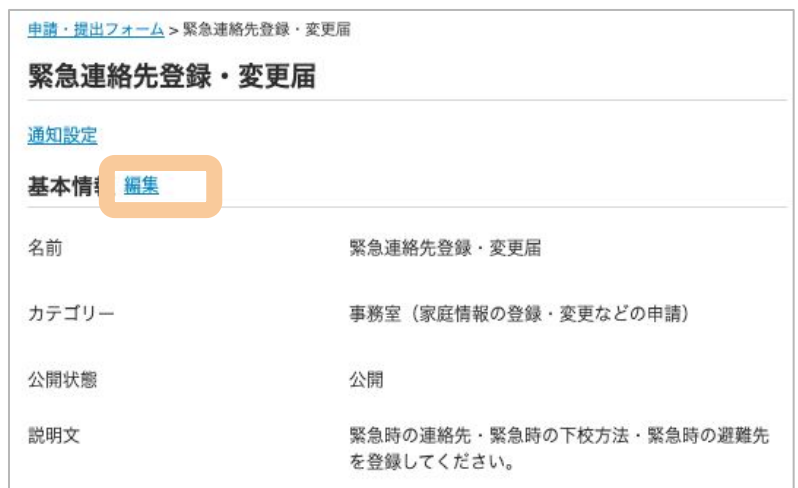 申請・提出フォーム > 緊急連絡先登録・変更届
緊急連絡先登録・変更届
通知設定
基本情 編集
名前 緊急連絡先登録・変更届
カテゴリー 事務室（家庭情報の登録・変更などの申請）
公開状態 公開
説明文 緊急時の連絡先・緊急時の下校方法・緊急時の避難先
を登録してください。